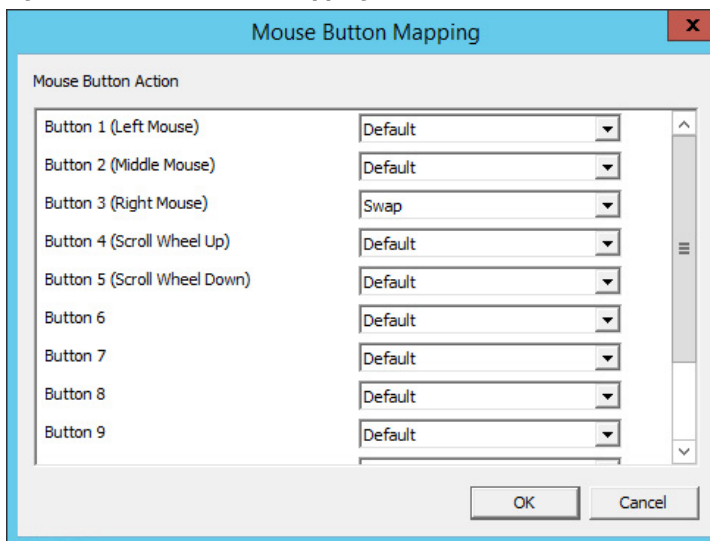 Mouse Button Mapping
x
Mouse Button Action
Button 1 (Left Mouse) Default
Button 2 (Middle Mouse) Default
Button 3 (Right Mouse) Swap
Button 4 (Scroll Wheel Up) Default
Button 5 (Scroll Wheel Down) Default
Button 6 Default
Button 7 Default
Button 8 Default
Button 9 Default
OK Cancel